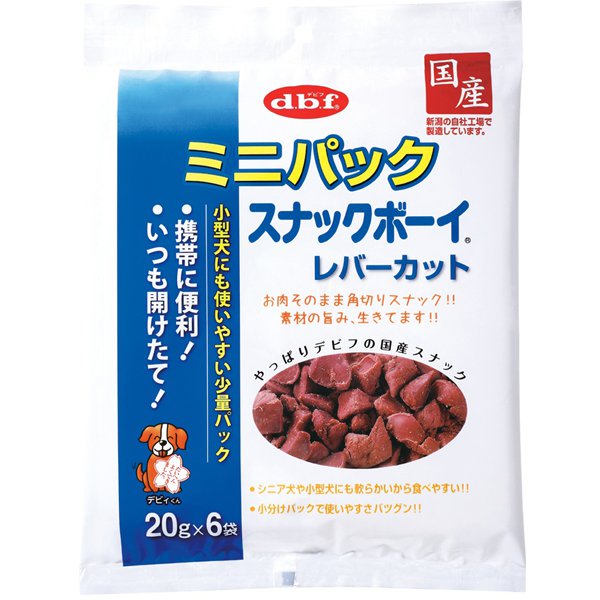 国産
新潟の自社工場で
製造しています。
デビフ
d.b.f.
ミニパック
スナックボーイ®
レバーカット
お肉そのまま角切りスナック!!
素材の旨み、生きてます!!
やっぱりデビフの国産スナック
小型犬にも使いやすい少量パック
・携帯に便利!
・いつも開けたて!
デビィくん
20g×6袋
・シニア犬や小型犬にも軟らかいから食べやすい!!
・小分けパックで使いやすさバツグン!!